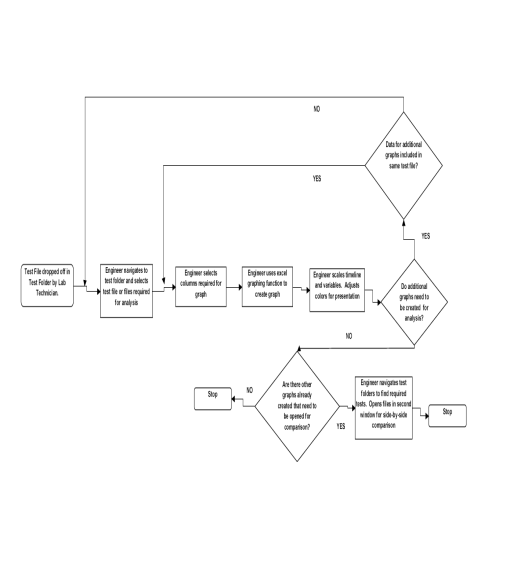 NO
Data for additional
graphs included in
same test file?
YES
YES
Test File dropped off in
Test Folder by Lab
Technician.
Engineer navigates to
test folder and selects
test file or files required
for analysis
Engineer selects
columns required for
graph
Engineer uses excel
graphing function to
create graph
Engineer scales timeline
and variables. Adjusts
colors for presentation
Do additional
graphs need to
be created for
analysis?
NO
Are there other
graphs already
created that need to
be opened for
comparison?
NO
Stop
YES
Engineer navigates test
folders to find required
tests. Opens files in second
window for side-by-side
comparison
Stop